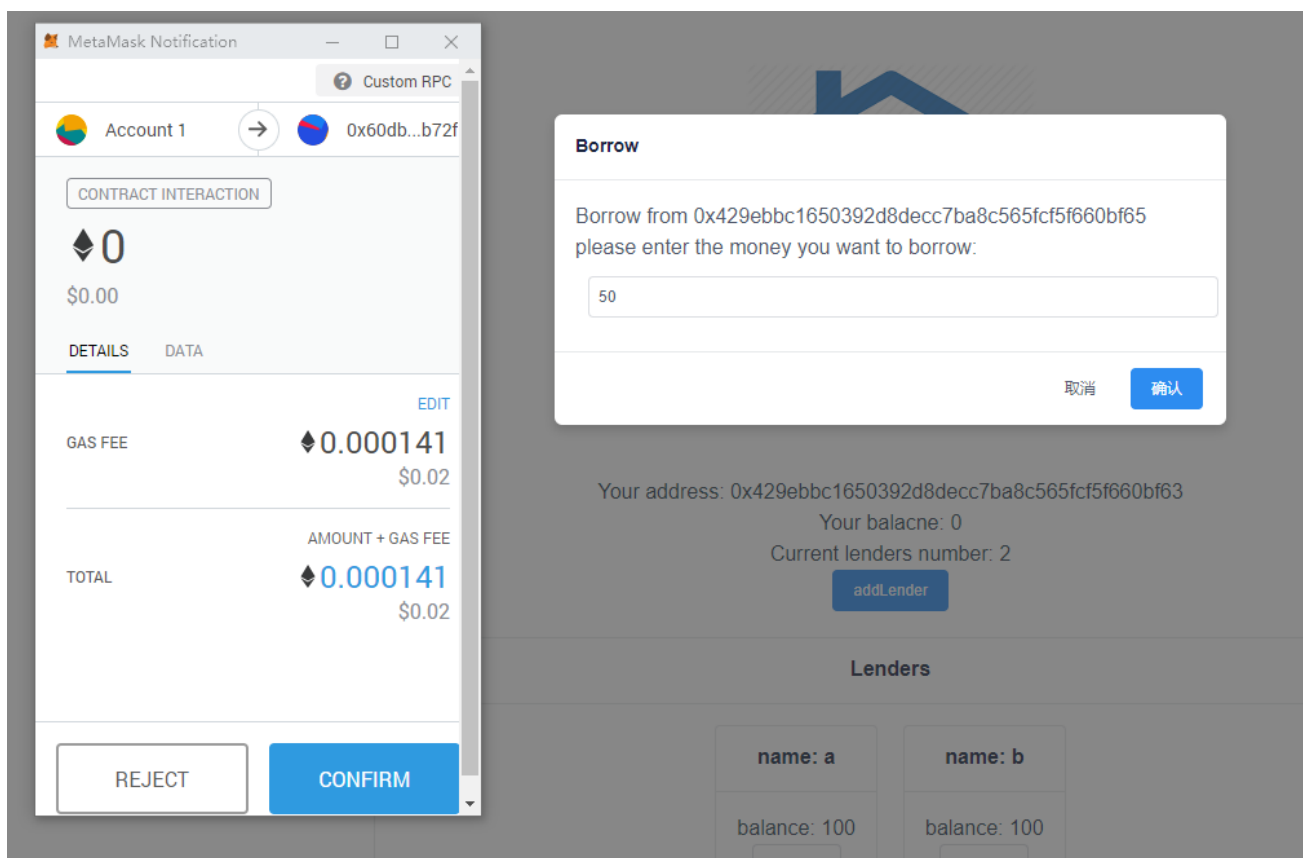 MetaMask Notification
Custom RPC
Account 1
0x60db...b72f
CONTRACT INTERACTION
0
$0.00
DETAILS DATA
EDIT
GAS FEE 0.000141
$0.02
AMOUNT + GAS FEE
TOTAL 0.000141
$0.02
REJECT CONFIRM
Borrow
Borrow from 0x429ebbc1650392d8decc7ba8c565fcf5f660bf65
please enter the money you want to borrow:
50
取消 确认
Your address: 0x429ebbc1650392d8decc7ba8c565fcf5f660bf63
Your balacne: 0
Current lenders number: 2
addLender
Lenders
name: a name: b
balance: 100 balance: 100